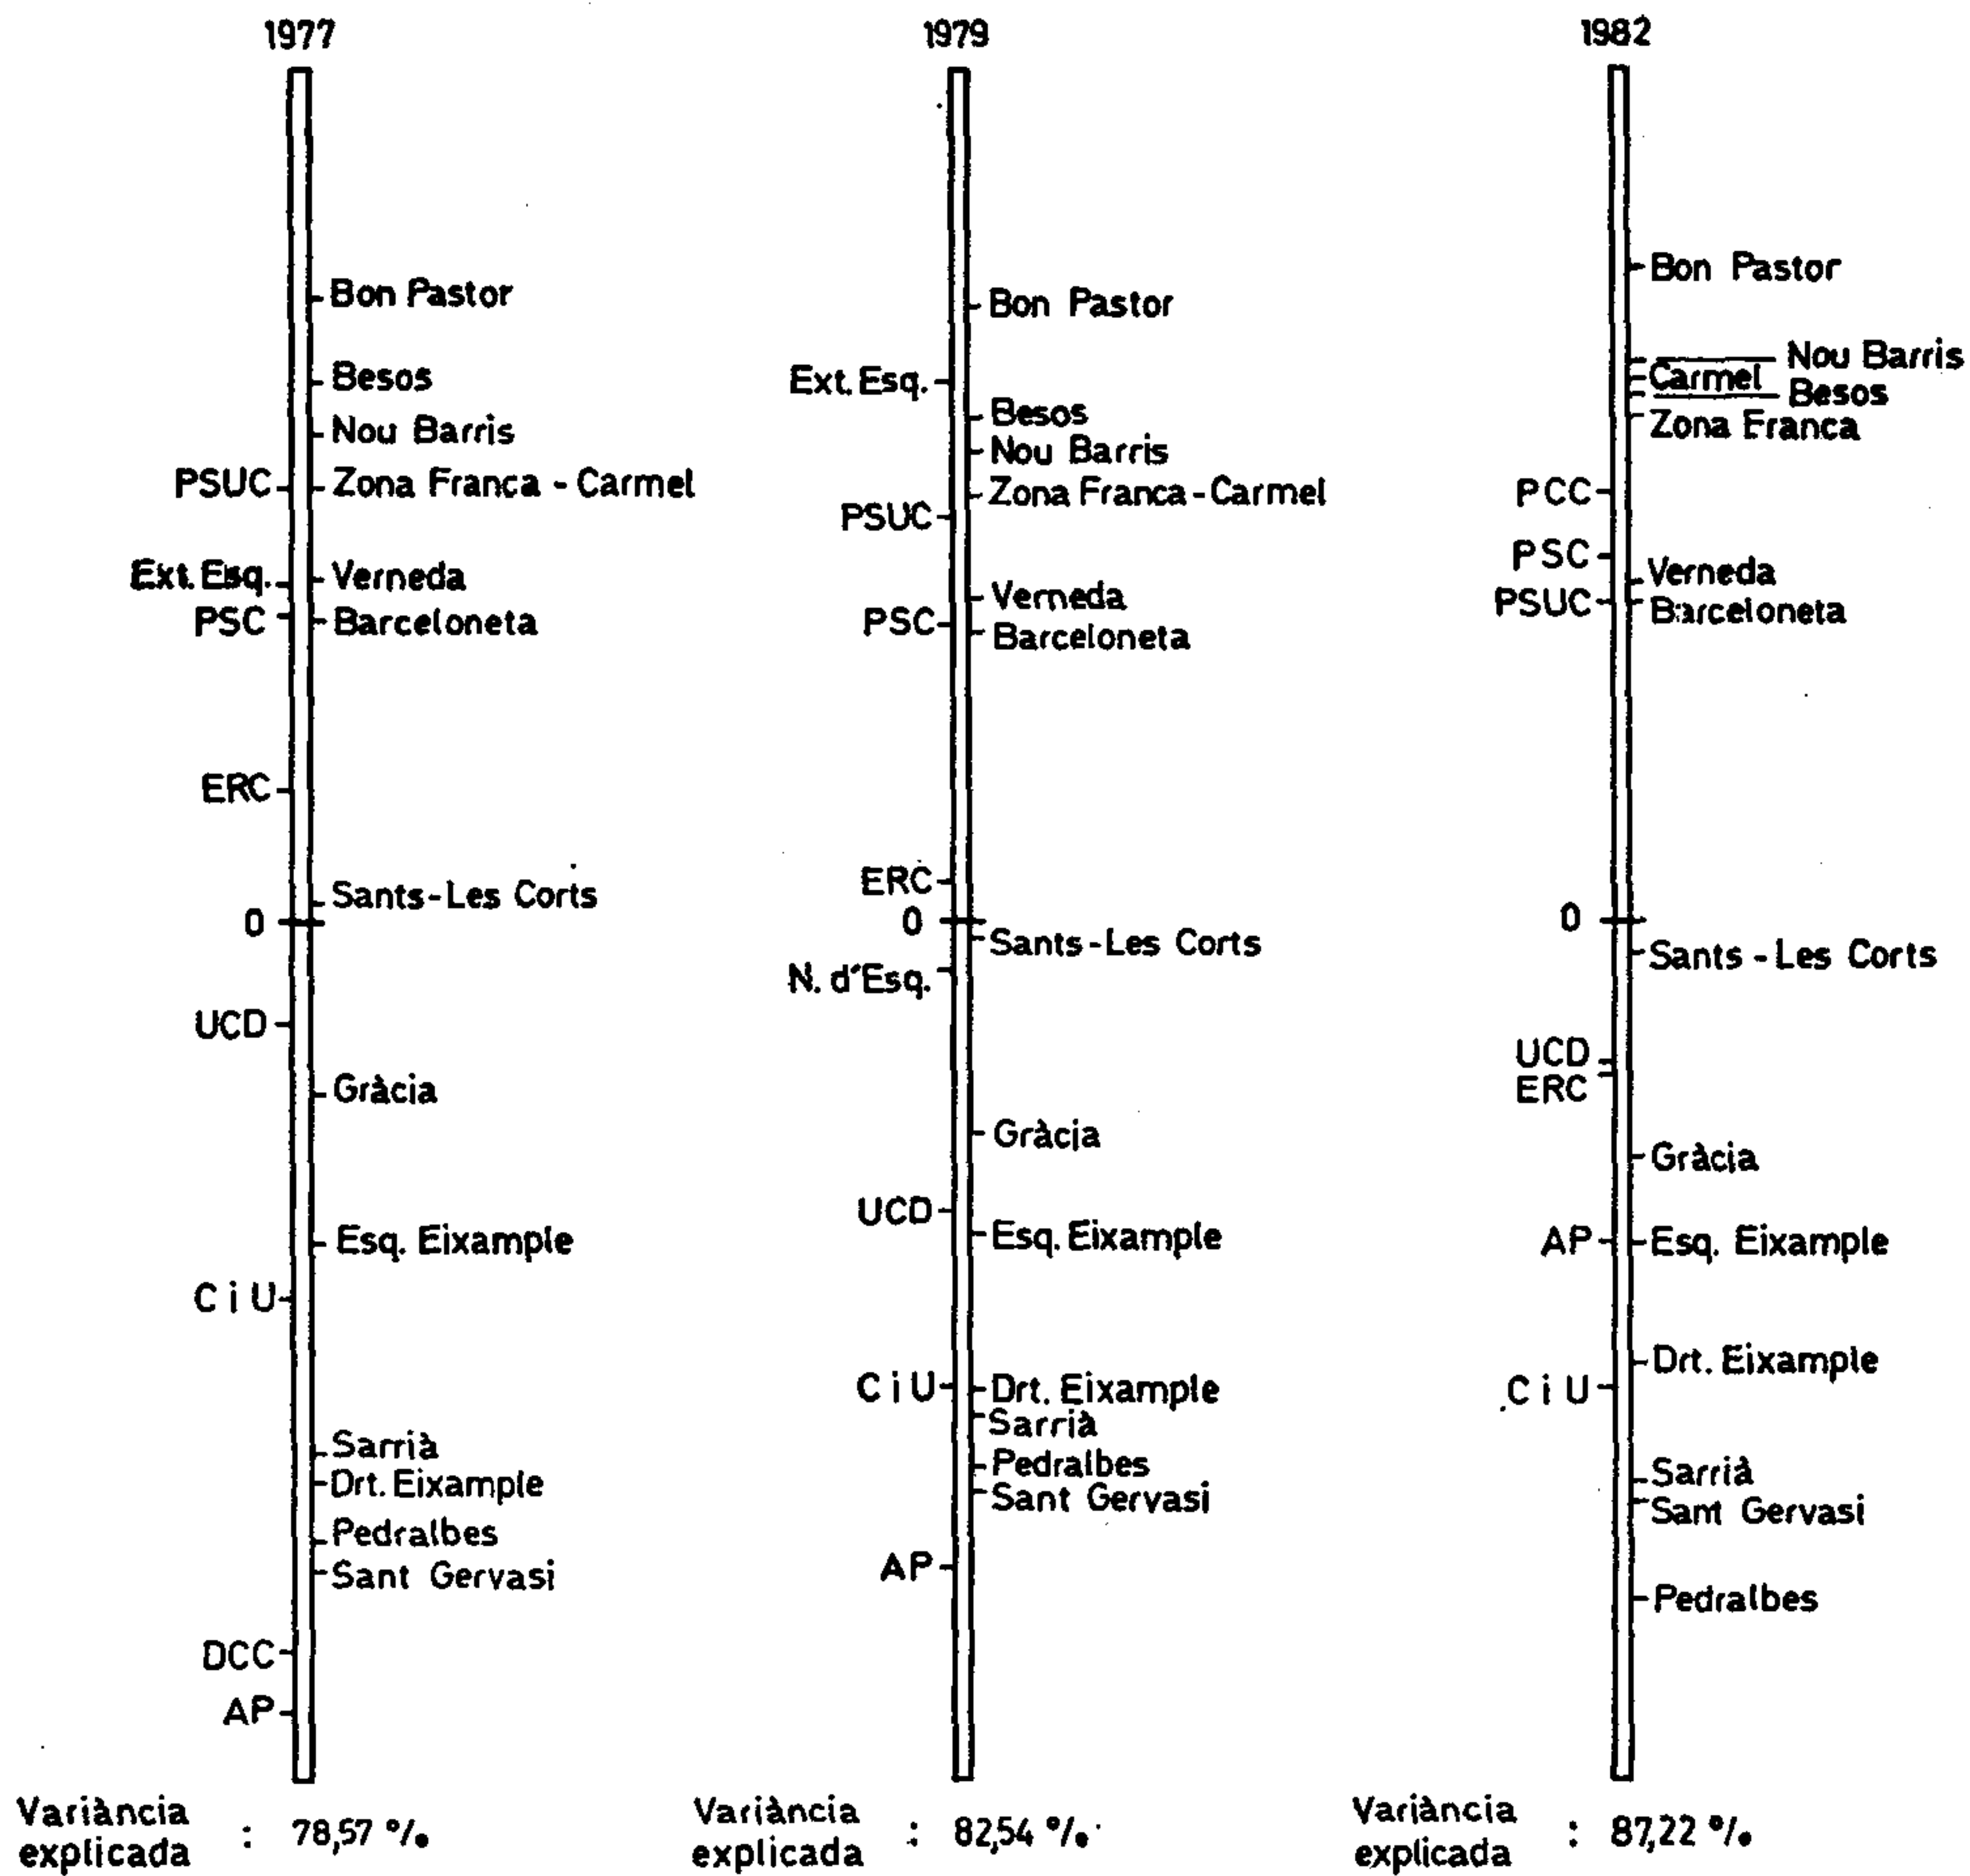 1977
Bon Pastor
Besos
Nou Barris
PSUC
Zona Franca - Carmel
Ext. Esq.
Verneda
PSC
Barceloneta
ERC
Sants-Les Corts
0
UCD
Gràcia
Esq. Eixample
C i U
Sarrià
Drt. Eixample
Pedralbes
Sant Gervasi
DCC
AP
Variància
explicada : 78,57 %
1979
Bon Pastor
Ext. Esq.
Besos
Nou Barris
Zona Franca-Carmel
PSUC
Verneda
PSC
Barceloneta
ERC
0
Sants-Les Corts
N. d'Esq.
Gràcia
UCD
Esq. Eixample
C i U
Drt. Eixample
Sarrià
Pedralbes
Sant Gervasi
AP
Variància
explicada : 82,54 %
1982
Bon Pastor
Nou Barris
Carmel
Besos
Zona Franca
PCC
PSC
Verneda
PSUC
Barceloneta
0
Sants - Les Corts
UCD
ERC
Gràcia
AP
Esq. Eixample
Drt. Eixample
C i U
Sarrià
Sant Gervasi
Pedralbes
Variància
explicada : 87,22 %